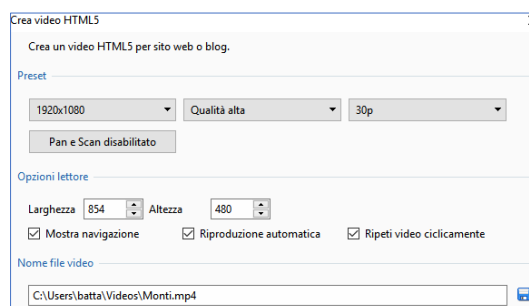 Crea video HTML5
Crea un video HTML5 per sito web o blog.
Preset
1920x1080 Qualità alta 30p
Pan e Scan disabilitato
Opzioni lettore
Larghezza 854 Altezza 480
Mostra navigazione Riproduzione automatica Ripeti video ciclicamente
Nome file video
C:\Users\batta\Videos\Monti.mp4